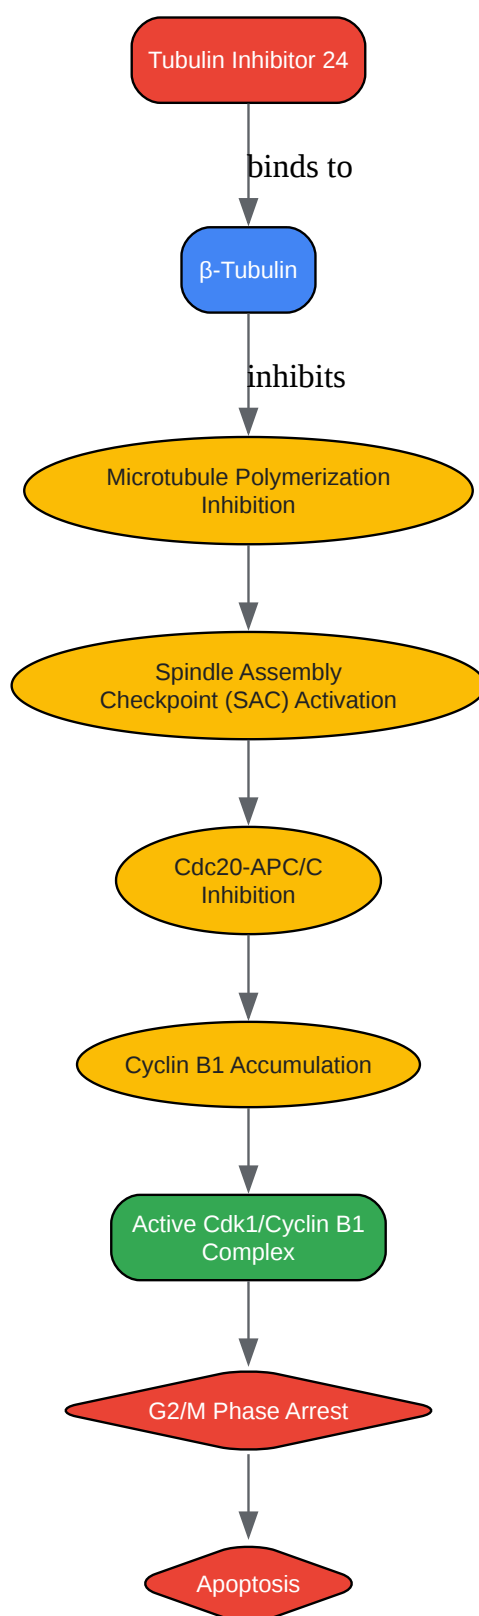 Tubulin Inhibitor 24
binds to
β-Tubulin
inhibits
Microtubule Polymerization
Inhibition
Spindle Assembly
Checkpoint (SAC) Activation
Cdc20-APC/C
Inhibition
Cyclin B1 Accumulation
Active Cdk1/Cyclin B1
Complex
G2/M Phase Arrest
Apoptosis